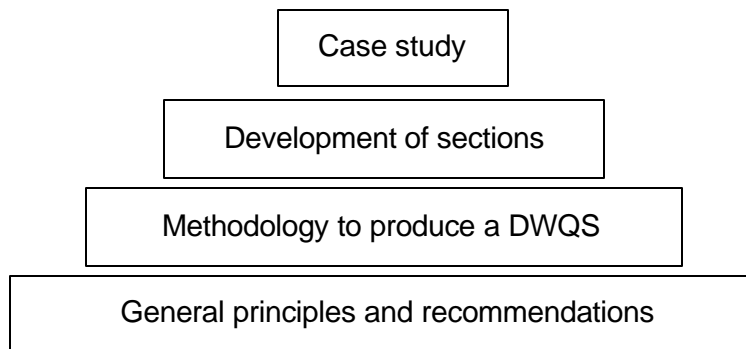 Case study
Development of sections
Methodology to produce a DWQS
General principles and recommendations